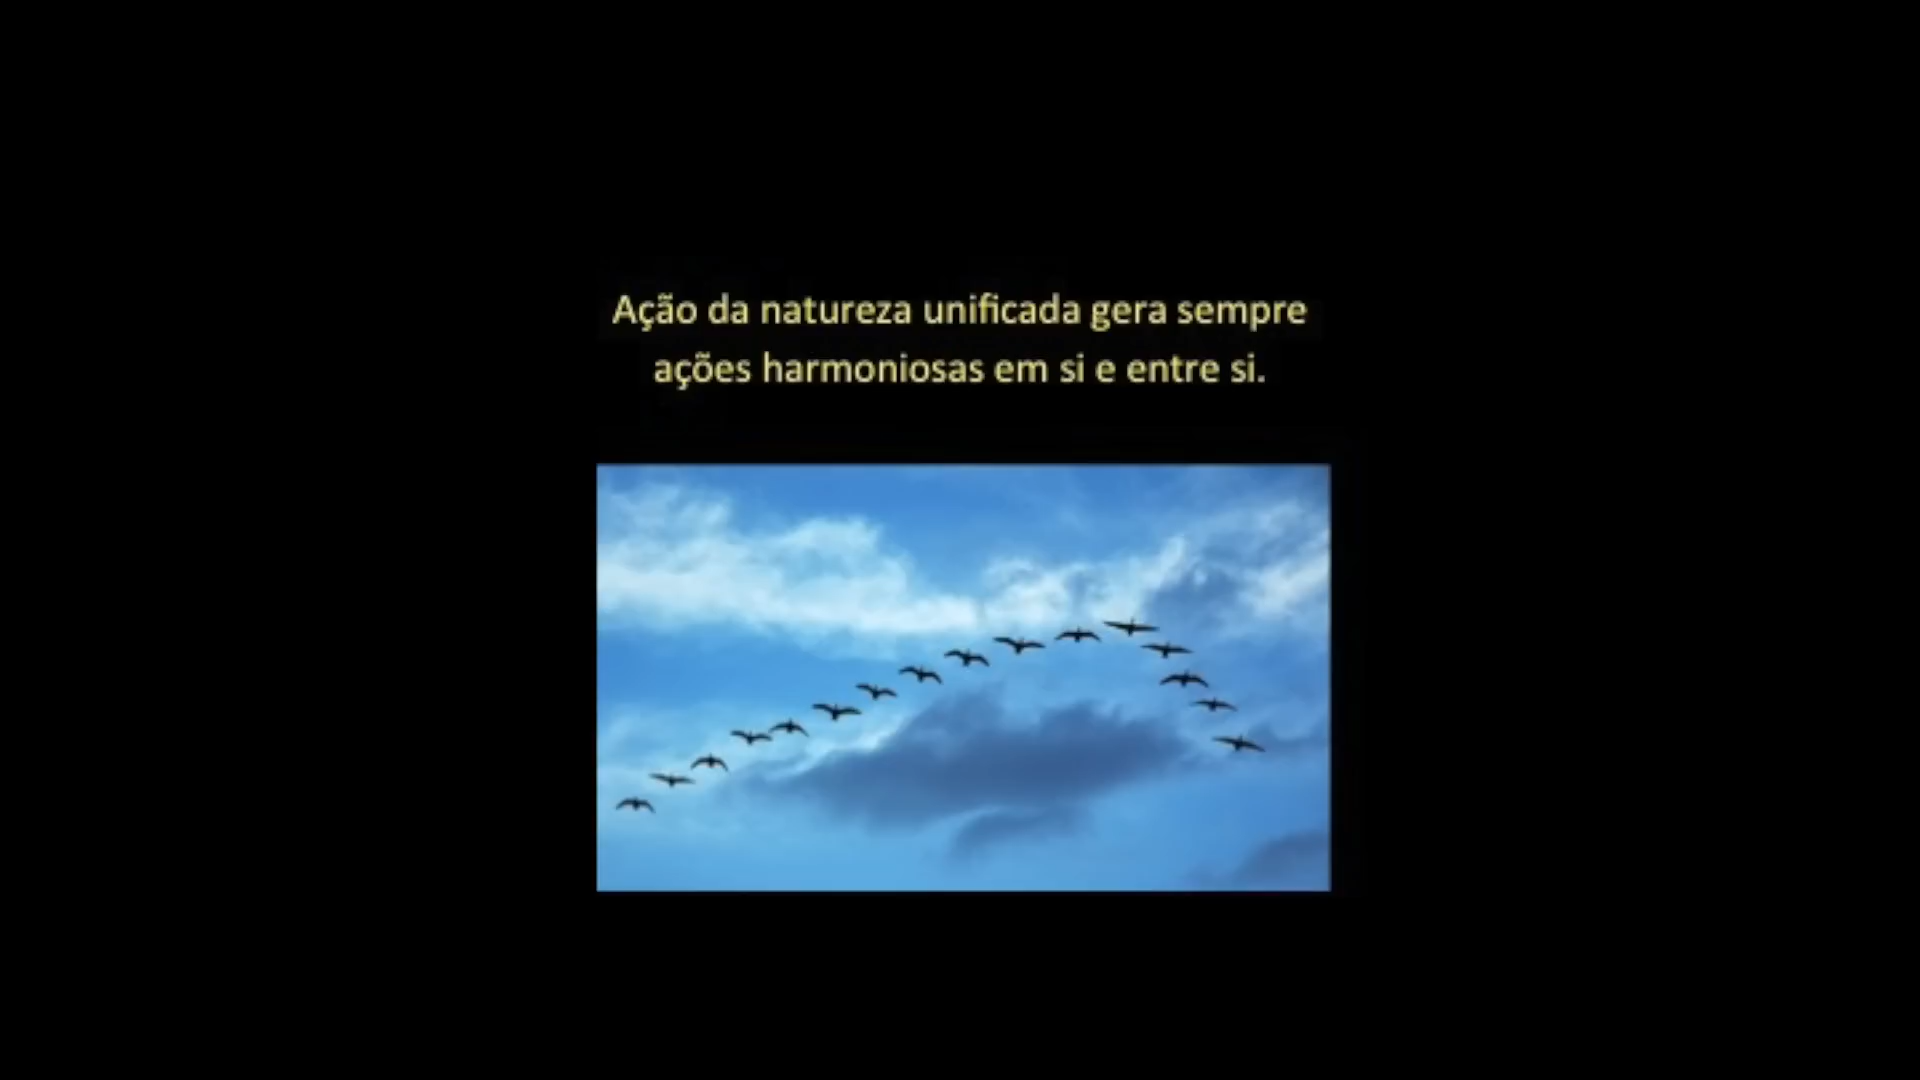 Ação da natureza unificada gera sempre
ações harmoniosas em si e entre si.